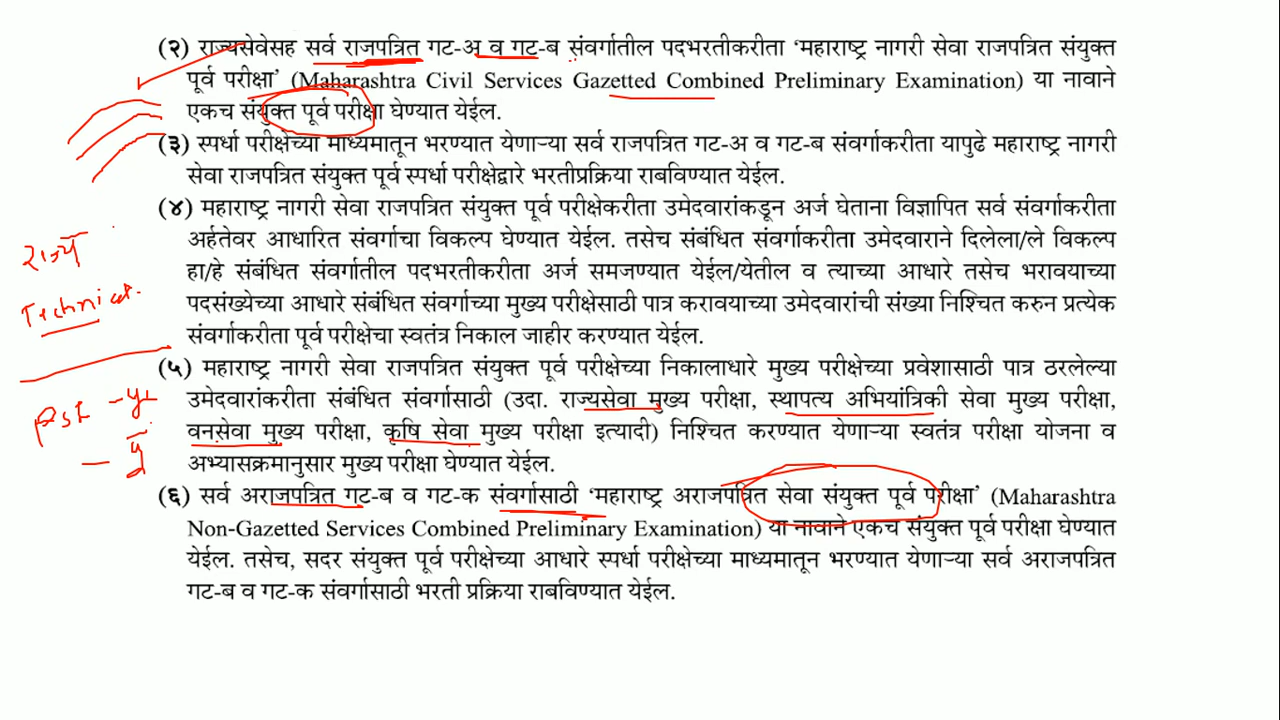 (२) राज्यसेवेसह सर्व राजपत्रित गट-अ व गट-ब संवर्गातील पदभरतीकरीता 'महाराष्ट्र नागरी सेवा राजपत्रित संयुक्त
पूर्व परीक्षा' (Maharashtra Civil Services Gazetted Combined Preliminary Examination) या नावाने
एकच संयुक्त पूर्व परीक्षा घेण्यात येईल.
(३) स्पर्धा परीक्षेच्या माध्यमातून भरण्यात येणाऱ्या सर्व राजपत्रित गट-अ व गट-ब संवर्गाकरीता यापुढे महाराष्ट्र नागरी
सेवा राजपत्रित संयुक्त पूर्व स्पर्धा परीक्षेद्वारे भरतीप्रक्रिया राबविण्यात येईल.
(४) महाराष्ट्र नागरी सेवा राजपत्रित संयुक्त पूर्व परीक्षेकरीता उमेदवारांकडून अर्ज घेताना विज्ञापित सर्व संवर्गाकरीता
अर्हतेवर आधारित संवर्गाचा विकल्प घेण्यात येईल. तसेच संबंधित संवर्गाकरीता उमेदवाराने दिलेला/ले विकल्प
हा/हे संबंधित संवर्गातील पदभरतीकरीता अर्ज समजण्यात येईल/येतील व त्याच्या आधारे तसेच भरावयाच्या
पदसंख्येच्या आधारे संबंधित संवर्गाच्या मुख्य परीक्षेसाठी पात्र करावयाच्या उमेदवारांची संख्या निश्चित करुन प्रत्येक
संवर्गाकरीता पूर्व परीक्षेचा स्वतंत्र निकाल जाहीर करण्यात येईल.
राज्य
Technical.
(५) महाराष्ट्र नागरी सेवा राजपत्रित संयुक्त पूर्व परीक्षेच्या निकालाधारे मुख्य परीक्षेच्या प्रवेशासाठी पात्र ठरलेल्या
उमेदवारांकरीता संबंधित संवर्गासाठी (उदा. राज्यसेवा मुख्य परीक्षा, स्थापत्य अभियांत्रिकी सेवा मुख्य परीक्षा,
वनसेवा मुख्य परीक्षा, कृषि सेवा मुख्य परीक्षा इत्यादी) निश्चित करण्यात येणाऱ्या स्वतंत्र परीक्षा योजना व
अभ्यासक्रमानुसार मुख्य परीक्षा घेण्यात येईल.
(६) सर्व अराजपत्रित गट-ब व गट-क संवर्गासाठी 'महाराष्ट्र अराजपत्रित सेवा संयुक्त पूर्व परीक्षा' (Maharashtra
Non-Gazetted Services Combined Preliminary Examination) या नावाने एकच संयुक्त पूर्व परीक्षा घेण्यात
येईल. तसेच, सदर संयुक्त पूर्व परीक्षेच्या आधारे स्पर्धा परीक्षेच्या माध्यमातून भरण्यात येणाऱ्या सर्व अराजपत्रित
गट-ब व गट-क संवर्गासाठी भरती प्रक्रिया राबविण्यात येईल.